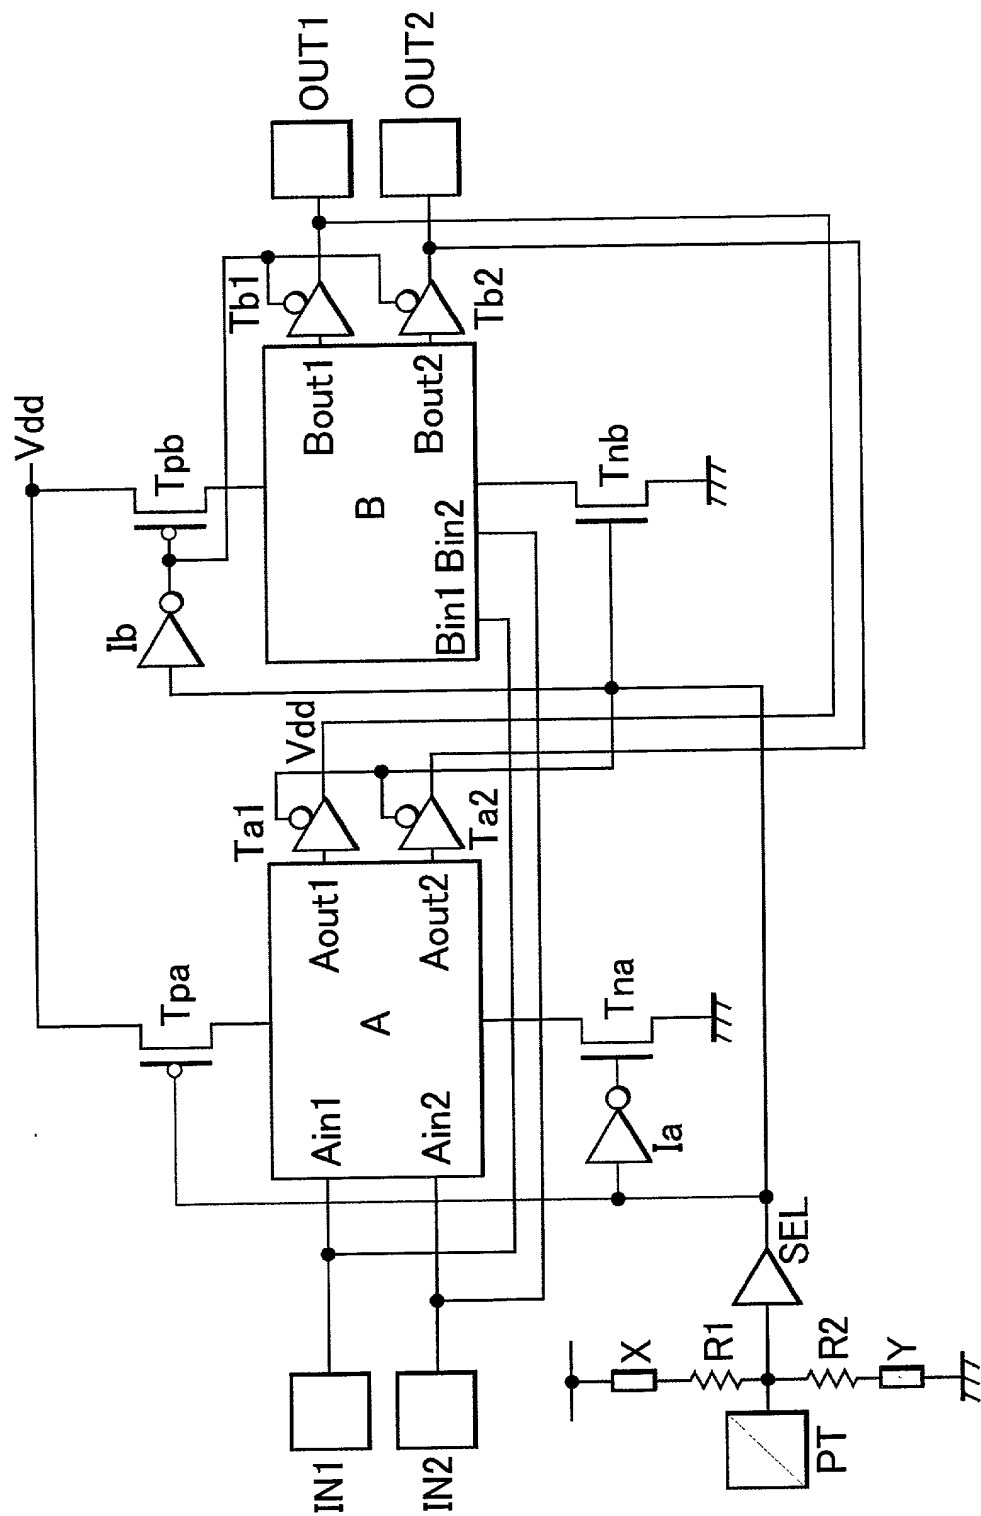 OUT1
OUT2
Tb1
Tb2
Vdd
Tpb
Bout1
Bout2
B
Bin1
Bin2
Tnb
Ib
Vdd
Ta1
Ta2
Aout1
Aout2
Tpa
A
Tna
Ain1
Ain2
Ia
SEL
X
R1
R2
Y
IN1
IN2
PT